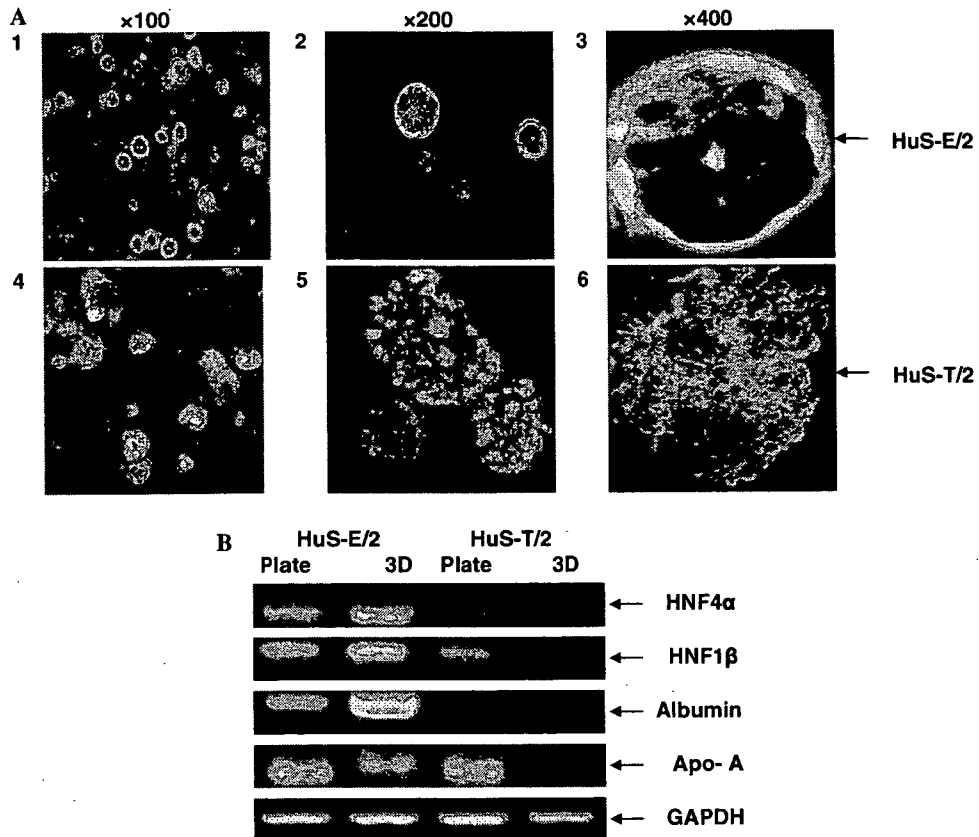 A
×100 ×200 ×400
1 2 3
HuS-E/2
4 5 6
HuS-T/2
B
HuS-E/2 HuS-T/2
Plate 3D Plate 3D
HNF4α
HNF1β
Albumin
Apo- A
GAPDH